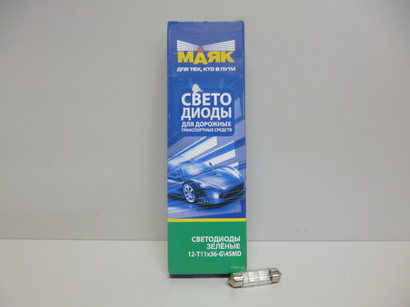 МАЯК
ДЛЯ ТЕХ, КТО В ПУТИ
СВЕТО
ДИОДЫ
ДЛЯ ДОРОЖНЫХ
ТРАНСПОРТНЫХ СРЕДСТВ
СВЕТОДИОДЫ
ЗЕЛЁНЫЕ
12-T11x36-G\4SMD